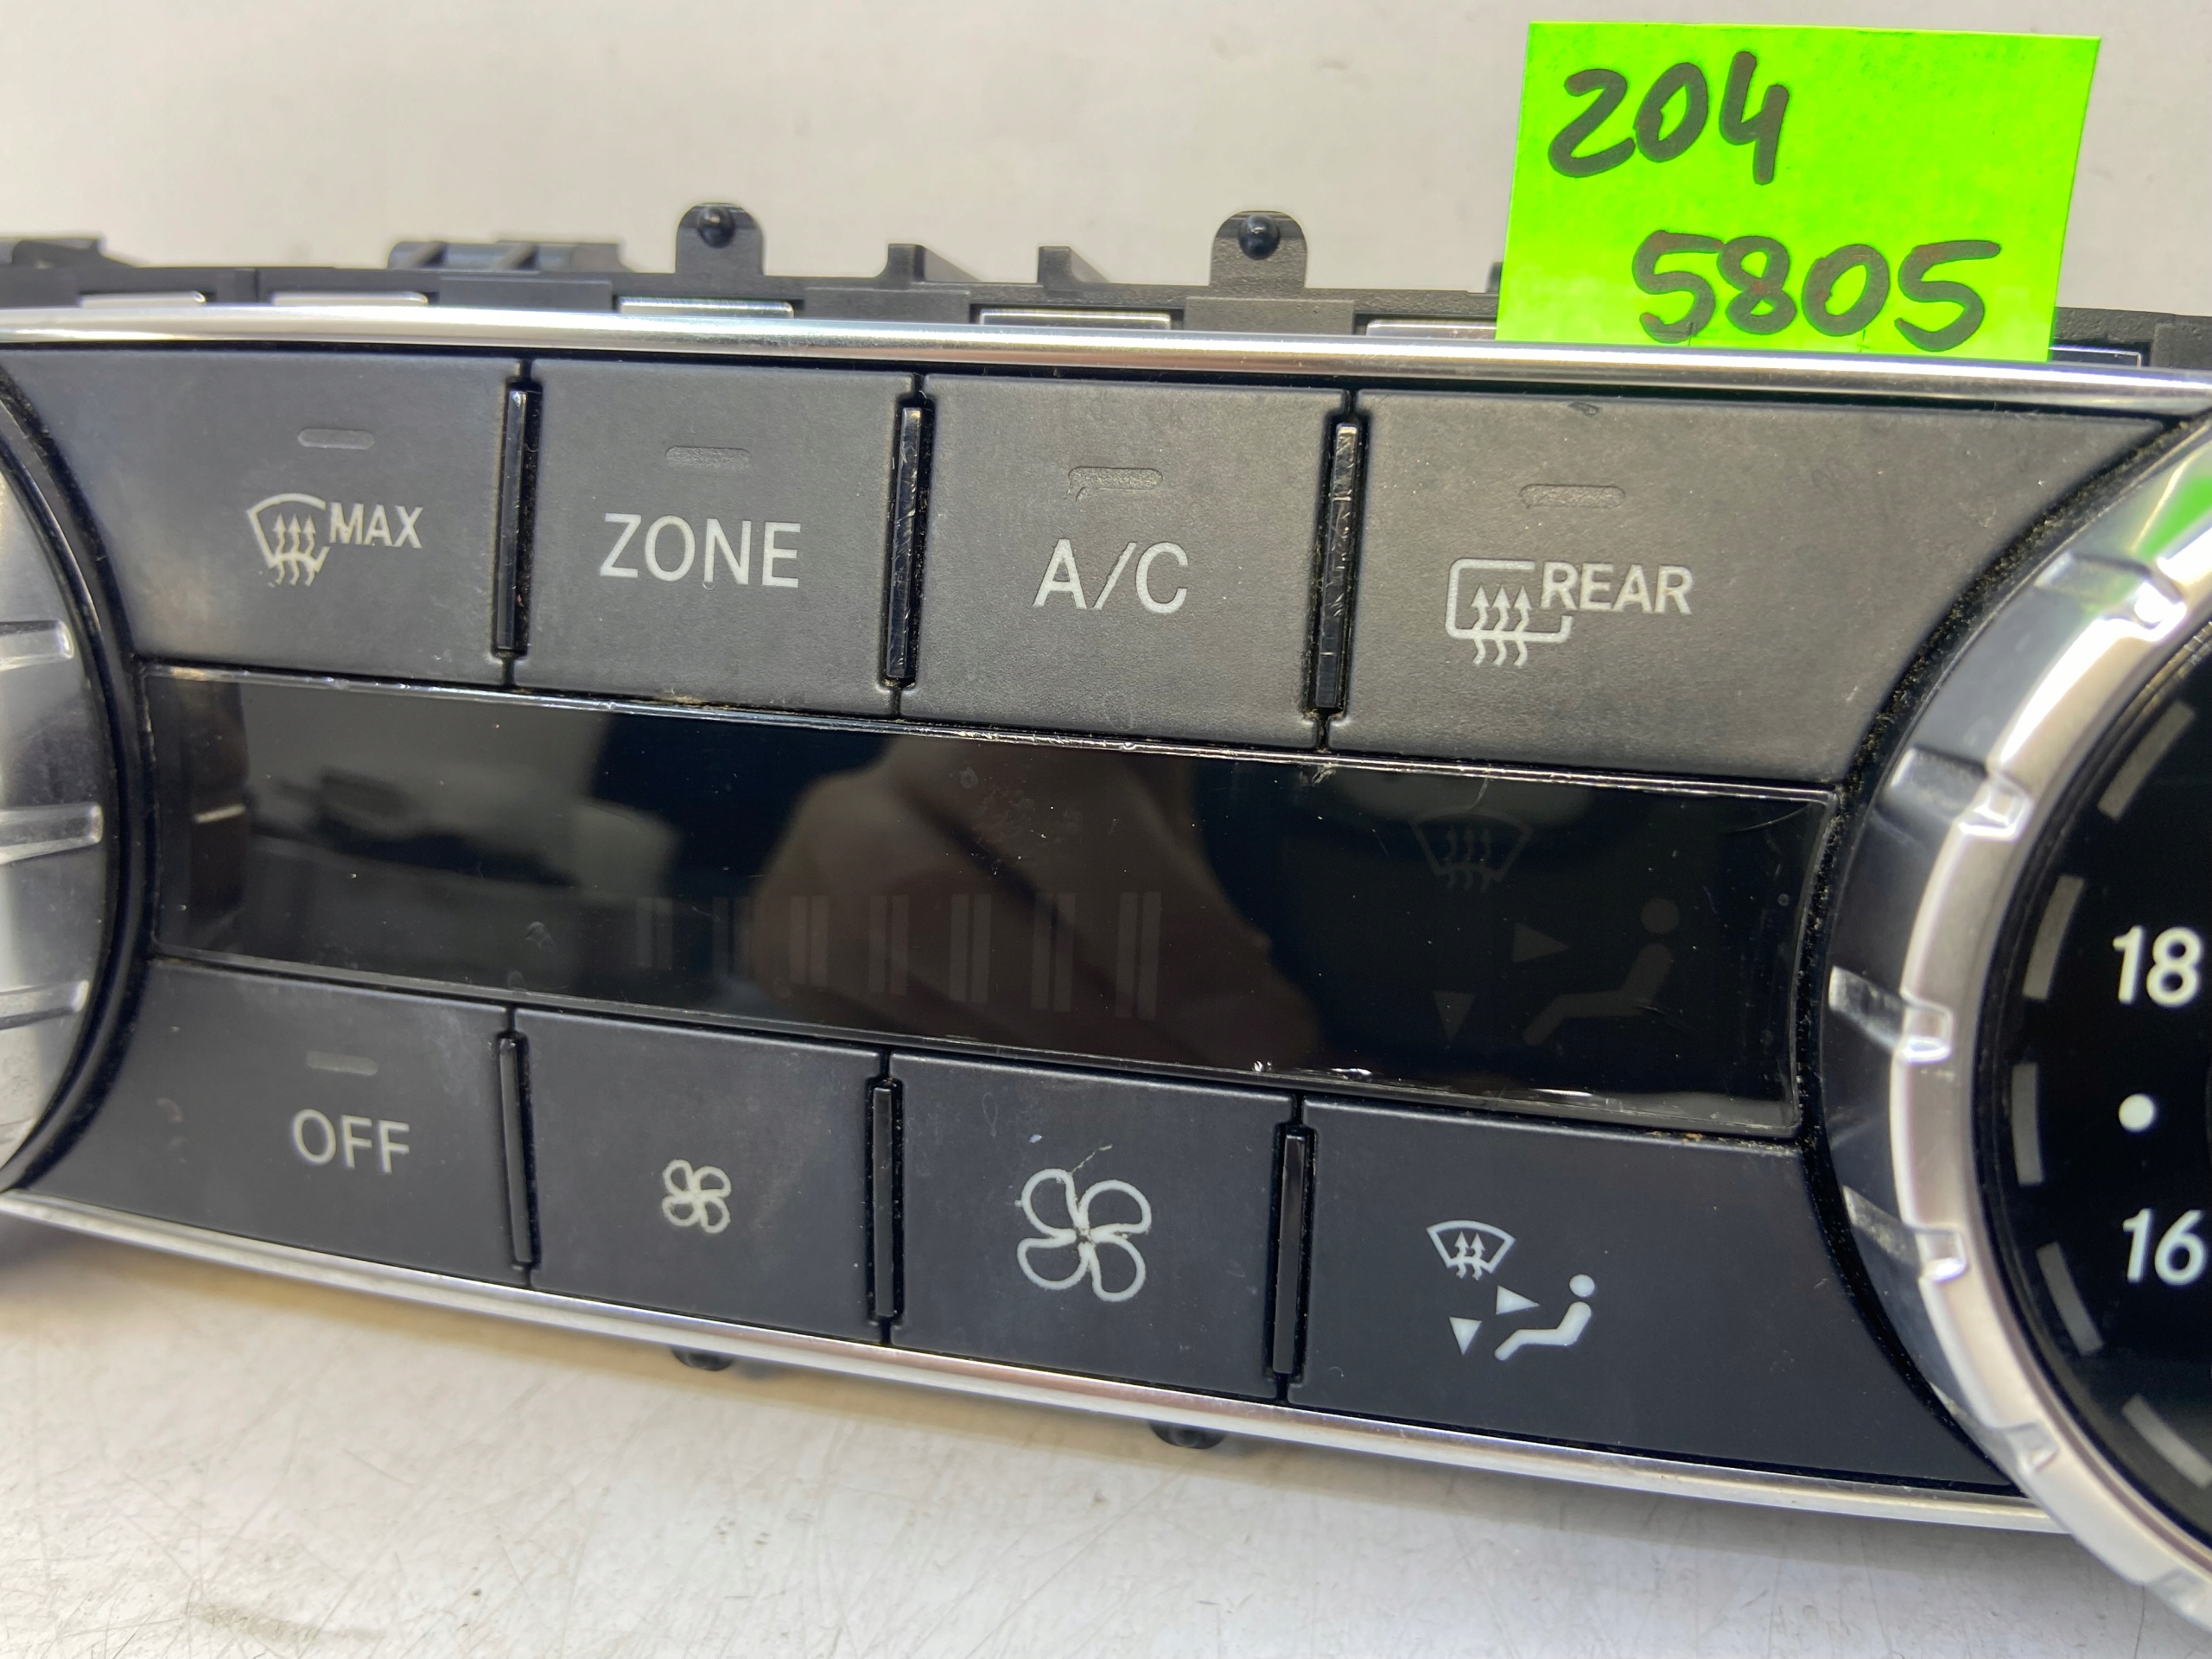 204
5805
MAX
ZONE
A/C
REAR
18
OFF
16